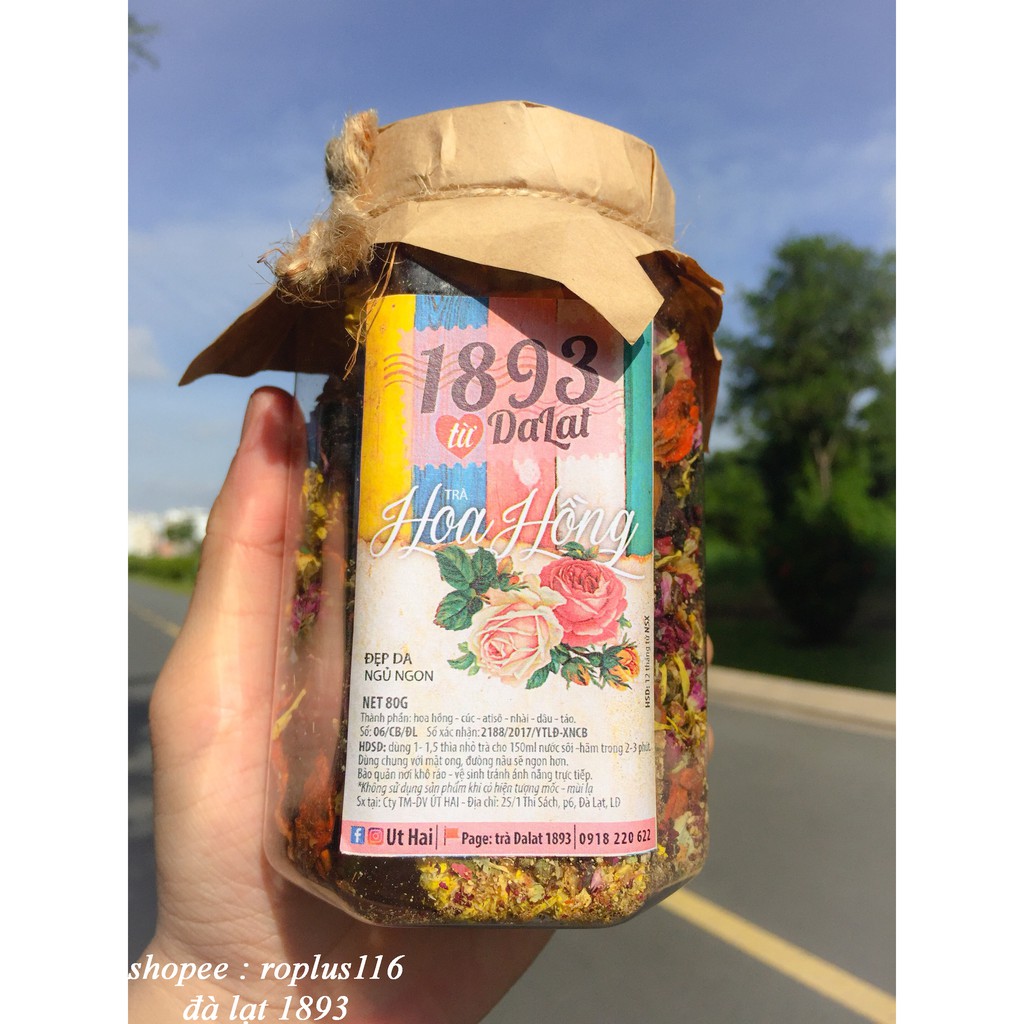 1893
từ DaLat
TRÀ
Hoa Hồng
ĐẸP DA
NGỦ NGON
NET 80G
Thành phần: hoa hồng - cúc - atisô - nhài - dâu - táo.
Số: 06/CB/ĐL Số xác nhận: 2188/2017/YTLĐ-XNCB
HDSD: dùng 1- 1,5 thìa nhỏ trà cho 150ml nước sôi -hãm trong 2-3 phút.
Dùng chung với mật ong, đường nâu sẽ ngon hơn.
Bảo quản nơi khô ráo - vệ sinh tránh ánh nắng trực tiếp.
*Không sử dụng sản phẩm khi có hiện tượng mốc - mùi lạ
Sx tại: Cty TM-DV ÚT HAI - Địa chỉ: 25/1 Thi Sách, p6, Đà Lạt, LĐ
Ut Hai | Page: trà Dalat 1893 | 0918 220 622
HSD: 12 tháng từ NSX
shopee : roplus116
đà lạt 1893